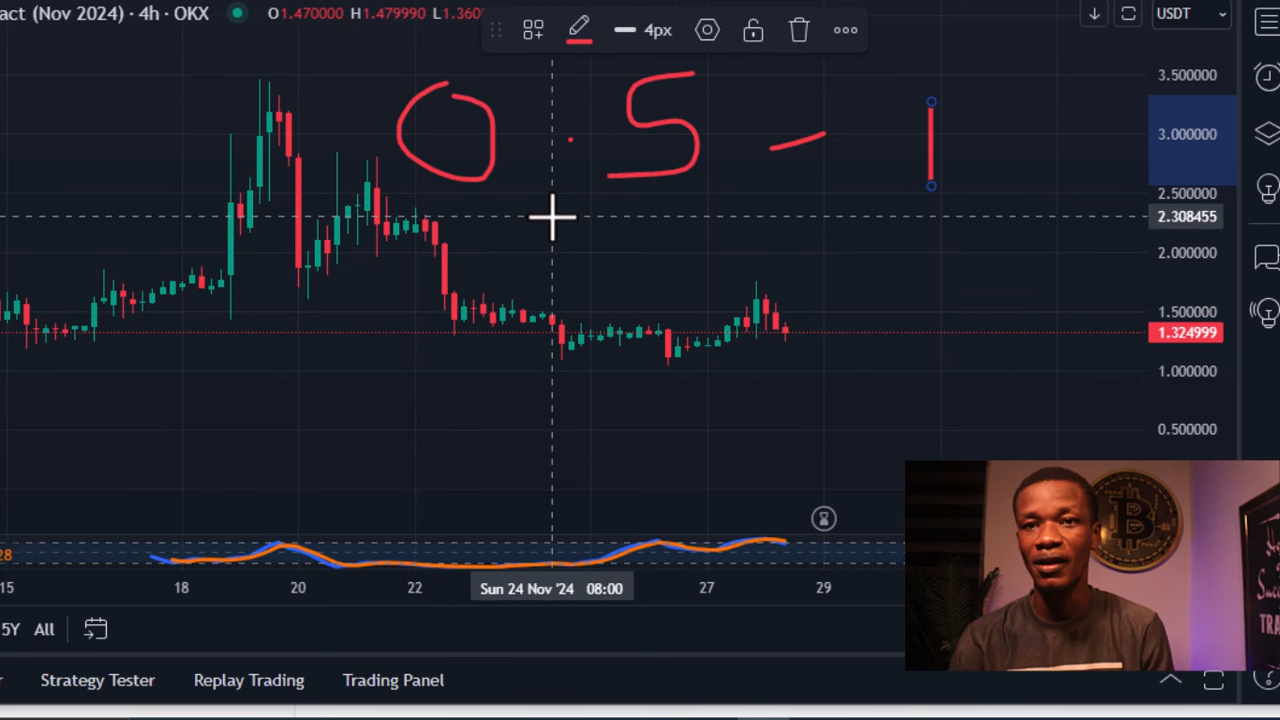 act (Nov 2024) · 4h · OKX
O1.470000 H1.479990 L1.360
4px
USDT
0.5 – 1
3.500000
3.000000
2.500000
2.308455
2.000000
1.500000
1.324999
1.000000
0.500000
28
15 18 20 22 Sun 24 Nov '24 08:00 27 29
5Y All
Strategy Tester Replay Trading Trading Panel